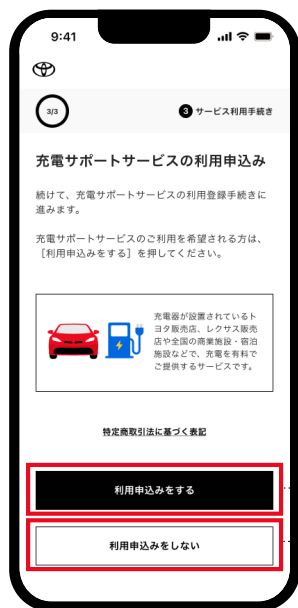 9:41
3/3
3 サービス利用手続き
充電サポートサービスの利用申込み
続けて、充電サポートサービスの利用登録手続きに
進みます。
充電サポートサービスのご利用を希望される方は、
［利用申込みをする］を押してください。
充電器が設置されているト
ヨタ販売店、レクサス販売
店や全国の商業施設・宿泊
施設などで、充電を有料で
ご提供するサービスです。
特定商取引法に基づく表記
利用申込みをする
利用申込みをしない